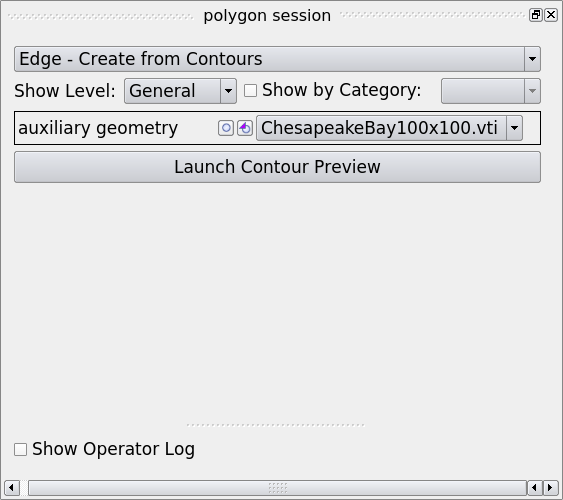 polygon session
Edge - Create from Contours
Show Level: General Show by Category:
auxiliary geometry ChesapeakeBay100x100.vti
Launch Contour Preview
Show Operator Log